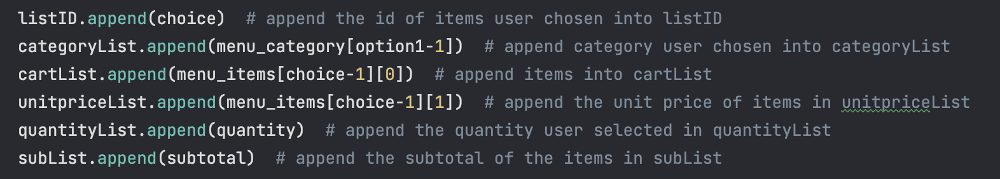 listID.append(choice)  # append the id of items user chosen into listID
categoryList.append(menu_category[option1-1])  # append category user chosen into categoryList
cartList.append(menu_items[choice-1][0])  # append items into cartList
unitpriceList.append(menu_items[choice-1][1])  # append the unit price of items in unitpriceList
quantityList.append(quantity)  # append the quantity user selected in quantityList
subList.append(subtotal)  # append the subtotal of the items in subList